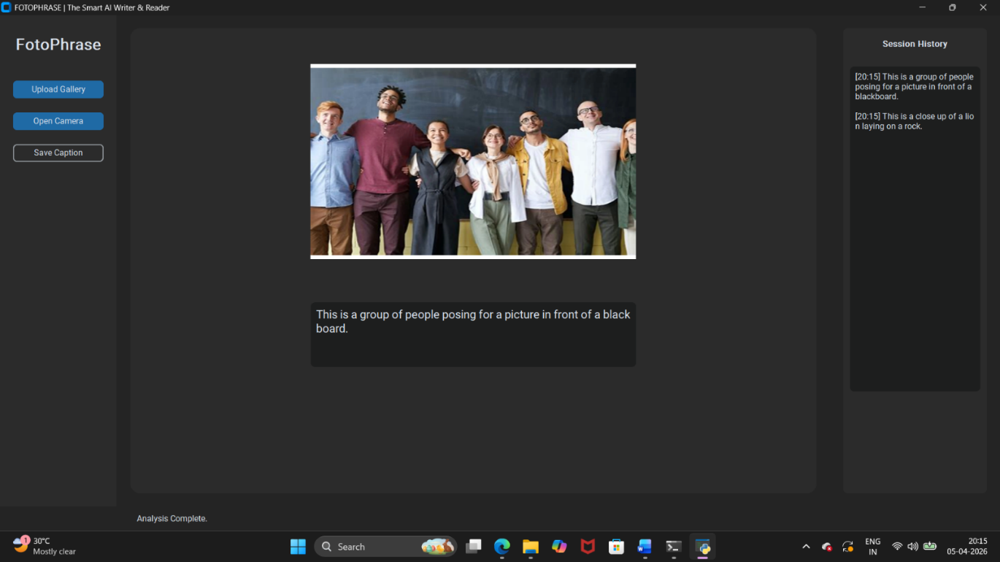 FOTOPHRASE | The Smart AI Writer & Reader
FotoPhrase
Upload Gallery
Open Camera
Save Caption
This is a group of people posing for a picture in front of a black
board.
Analysis Complete.
Session History
[20:15] This is a group of people
posing for a picture in front of a
blackboard.
[20:15] This is a close up of a lio
n laying on a rock.
1
30°C
Mostly clear
Search
ENG
IN
20:15
05-04-2026